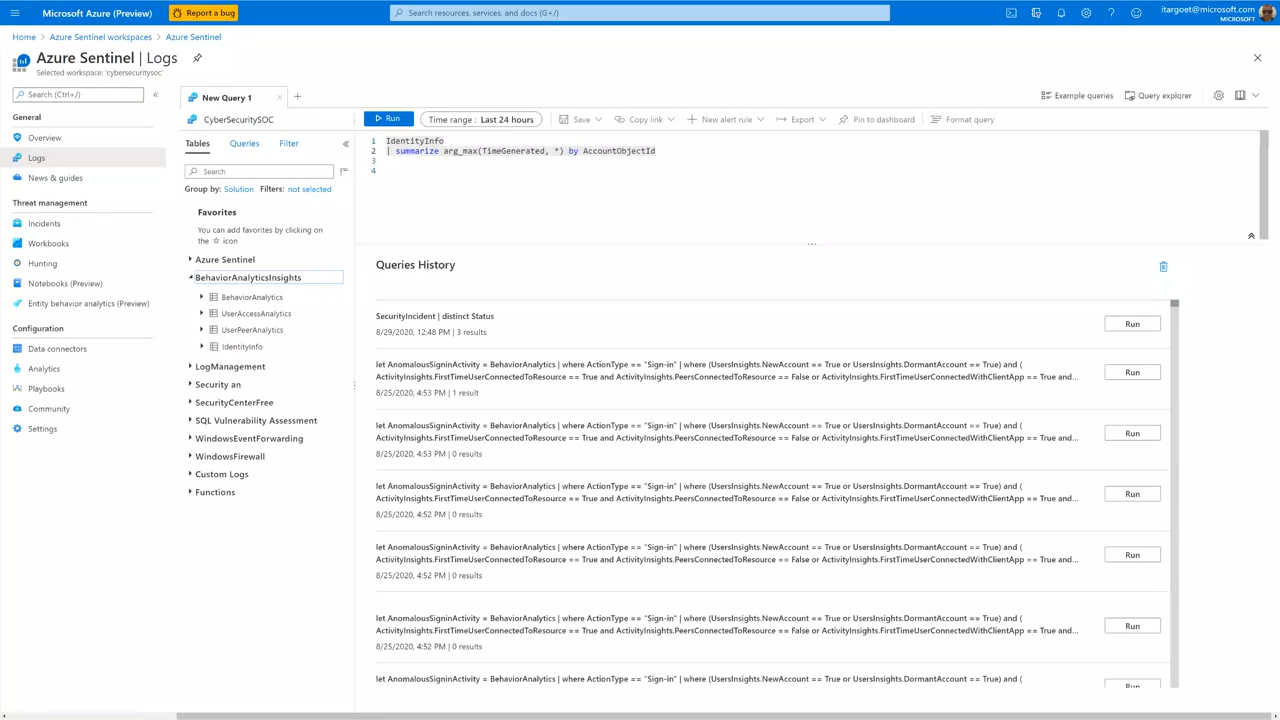 Microsoft Azure (Preview)
Report a bug
Search resources, services, and docs (G+/)
itargoet@microsoft.com
MICROSOFT
Home > Azure Sentinel workspaces > Azure Sentinel
Azure Sentinel | Logs
Selected workspace: 'cybersecuritysoc'
Search (Ctrl+/)
«
General
Overview
Logs
News & guides
Threat management
Incidents
Workbooks
Hunting
Notebooks (Preview)
Entity behavior analytics (Preview)
Configuration
Data connectors
Analytics
Playbooks
Community
Settings
New Query 1
Example queries
Query explorer
CyberSecuritySOC
Run
Time range : Last 24 hours
Save
Copy link
New alert rule
Export
Pin to dashboard
Format query
Tables
Queries
Filter
«
Search
Group by: Solution Filters: not selected
Favorites
You can add favorites by clicking on
the ☆ icon
Azure Sentinel
BehaviorAnalyticsInsights
BehaviorAnalytics
UserAccessAnalytics
UserPeerAnalytics
IdentityInfo
LogManagement
Security an
SecurityCenterFree
SQL Vulnerability Assessment
WindowsEventForwarding
WindowsFirewall
Custom Logs
Functions
1 IdentityInfo
2 | summarize arg_max(TimeGenerated, *) by AccountObjectId
3
4
Queries History
SecurityIncident | distinct Status
8/29/2020, 12:48 PM | 3 results
Run
let AnomalousSigninActivity = BehaviorAnalytics | where ActionType == "Sign-in" | where (UsersInsights.NewAccount == True or UsersInsights.DormantAccount == True) and (
ActivityInsights.FirstTimeUserConnectedToResource == True and ActivityInsights.PeersConnectedToResource == False or ActivityInsights.FirstTimeUserConnectedWithClientApp == True and...
8/25/2020, 4:53 PM | 1 result
Run
let AnomalousSigninActivity = BehaviorAnalytics | where ActionType == "Sign-in" | where (UsersInsights.NewAccount == True or UsersInsights.DormantAccount == True) and (
ActivityInsights.FirstTimeUserConnectedToResource == True and ActivityInsights.PeersConnectedToResource == False or ActivityInsights.FirstTimeUserConnectedWithClientApp == True and...
8/25/2020, 4:53 PM | 0 results
Run
let AnomalousSigninActivity = BehaviorAnalytics | where ActionType == "Sign-in" | where (UsersInsights.NewAccount == True or UsersInsights.DormantAccount == True) and (
ActivityInsights.FirstTimeUserConnectedToResource == True and ActivityInsights.PeersConnectedToResource == False or ActivityInsights.FirstTimeUserConnectedWithClientApp == True and...
8/25/2020, 4:52 PM | 0 results
Run
let AnomalousSigninActivity = BehaviorAnalytics | where ActionType == "Sign-in" | where (UsersInsights.NewAccount == True or UsersInsights.DormantAccount == True) and (
ActivityInsights.FirstTimeUserConnectedToResource == True and ActivityInsights.PeersConnectedToResource == False or ActivityInsights.FirstTimeUserConnectedWithClientApp == True and...
8/25/2020, 4:52 PM | 0 results
Run
let AnomalousSigninActivity = BehaviorAnalytics | where ActionType == "Sign-in" | where (UsersInsights.NewAccount == True or UsersInsights.DormantAccount == True) and (
ActivityInsights.FirstTimeUserConnectedToResource == True and ActivityInsights.PeersConnectedToResource == False or ActivityInsights.FirstTimeUserConnectedWithClientApp == True and...
8/25/2020, 4:52 PM | 0 results
Run
let AnomalousSigninActivity = BehaviorAnalytics | where ActionType == "Sign-in" | where (UsersInsights.NewAccount == True or UsersInsights.DormantAccount == True) and (
Run